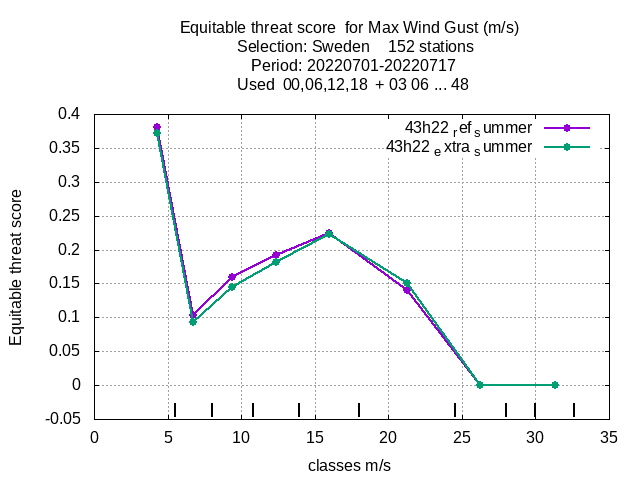 Equitable threat score  for Max Wind Gust (m/s)
Selection: Sweden    152 stations
Period: 20220701-20220717
Used  00,06,12,18  + 03 06 ... 48
43h22 ref summer
43h22 extra summer
0.4
0.35
0.3
0.25
0.2
0.15
0.1
0.05
0
-0.05
Equitable threat score
0 5 10 15 20 25 30 35
classes m/s